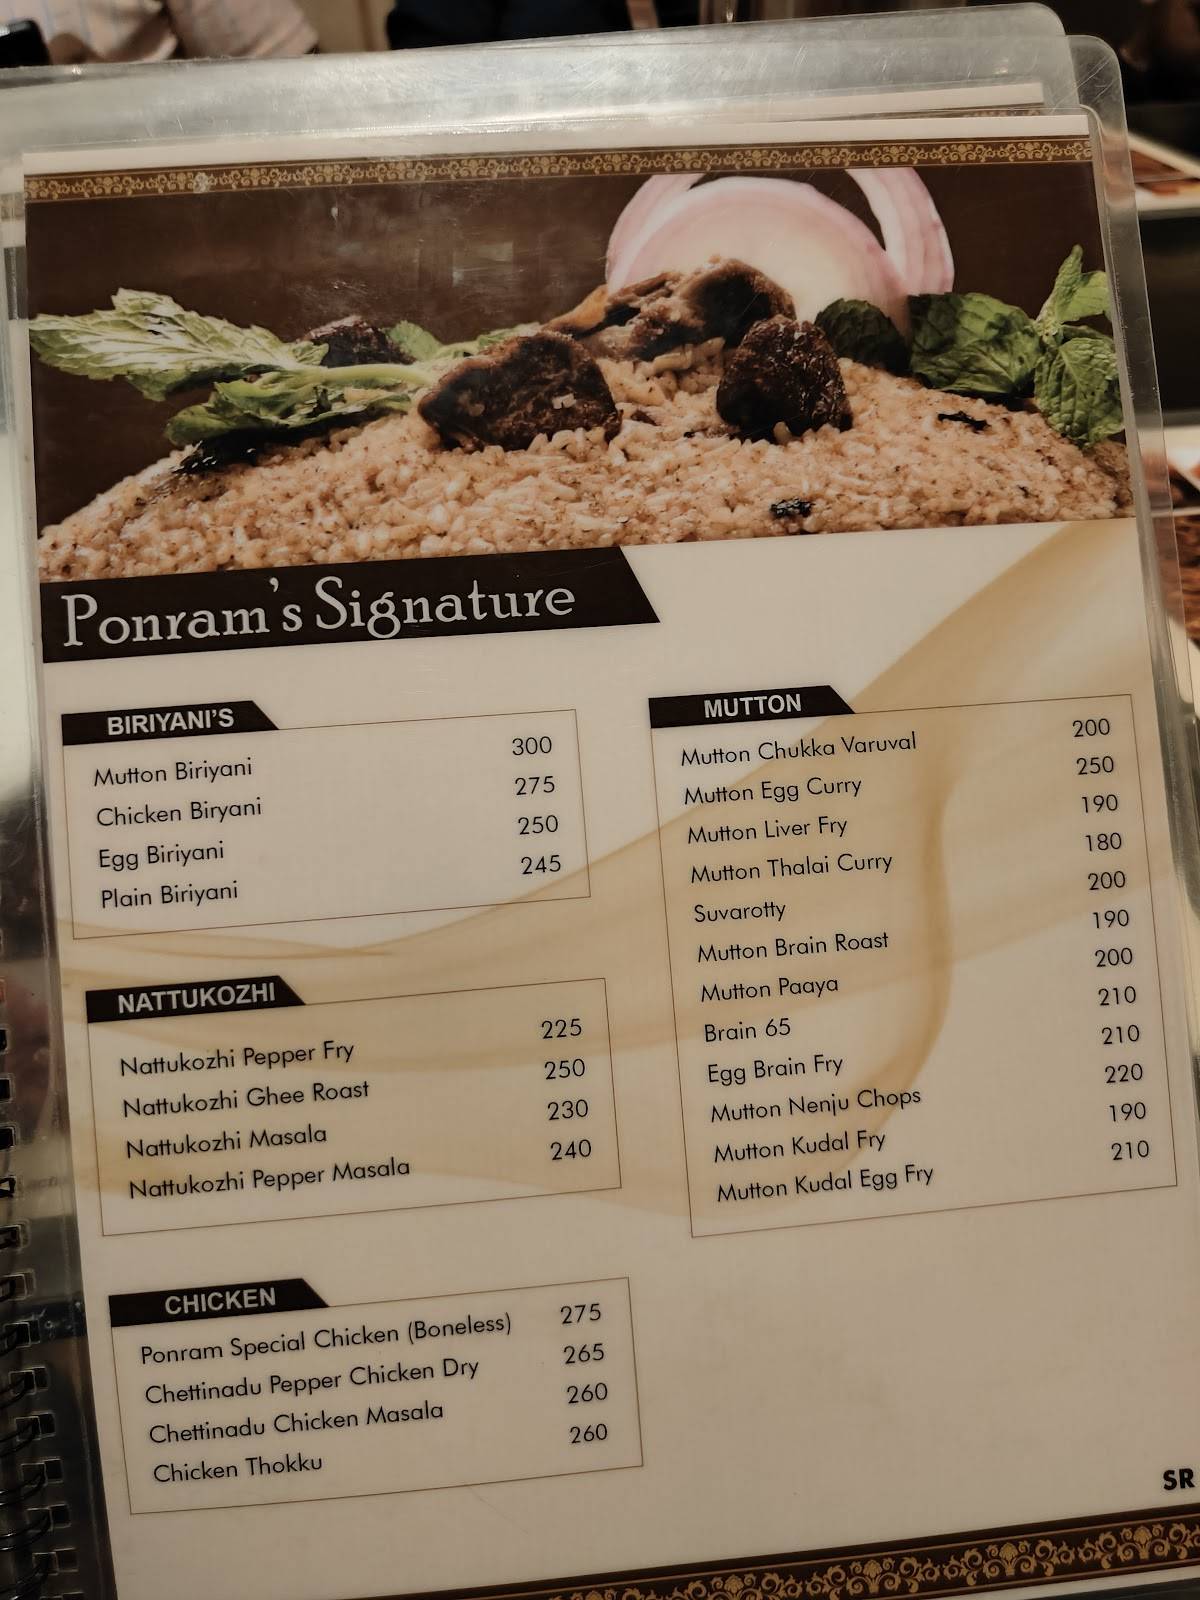 Ponram's Signature
BIRIYANI'S
Mutton Biriyani 300
Chicken Biryani 275
Egg Biriyani 250
Plain Biriyani 245
NATTUKOZHI
Nattukozhi Pepper Fry 225
Nattukozhi Ghee Roast 250
Nattukozhi Masala 230
Nattukozhi Pepper Masala 240
CHICKEN
Ponram Special Chicken (Boneless) 275
Chettinadu Pepper Chicken Dry 265
Chettinadu Chicken Masala 260
Chicken Thokku 260
MUTTON
Mutton Chukka Varuval 200
Mutton Egg Curry 250
Mutton Liver Fry 190
Mutton Thalai Curry 180
Suvarotty 200
Mutton Brain Roast 190
Mutton Paaya 200
Brain 65 210
Egg Brain Fry 210
Mutton Nenju Chops 220
Mutton Kudal Fry 190
Mutton Kudal Egg Fry 210
SR